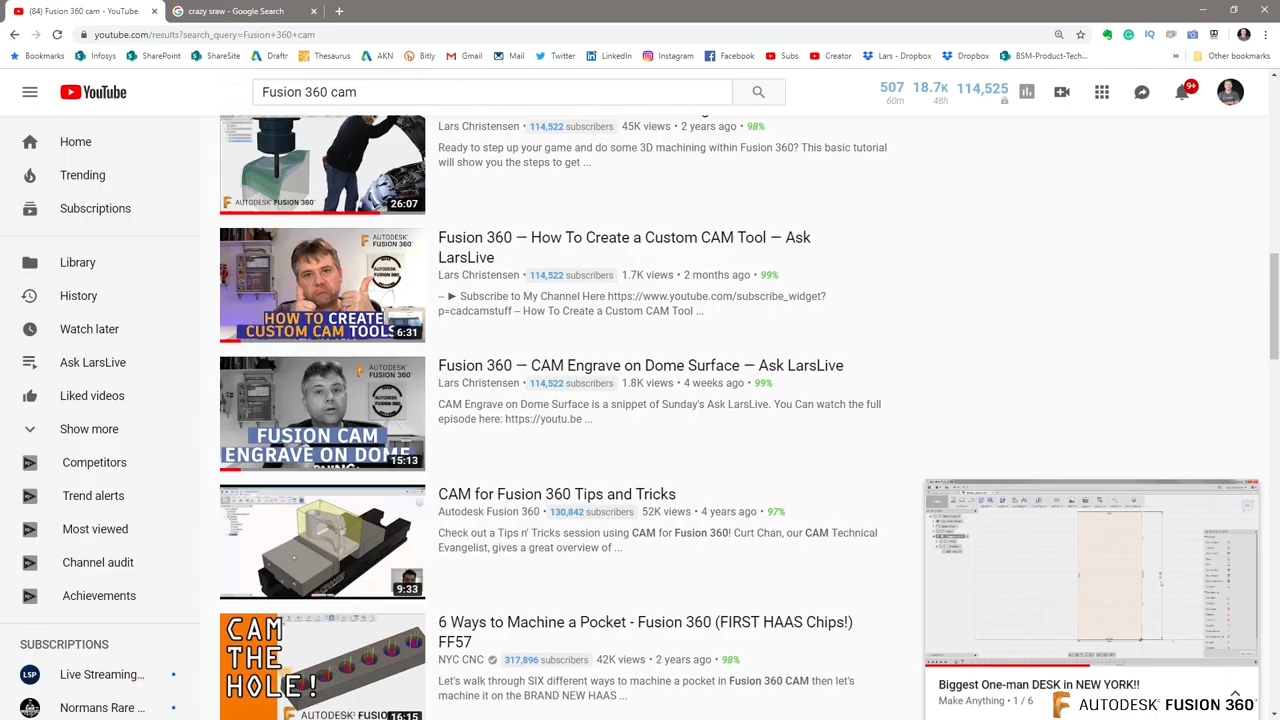 (84) Fusion 360 cam - YouTube
crazy sraw - Google Search
youtube.com/results?search_query=Fusion+360+cam
Bookmarks Infosys SharePoint ShareSite Draftr Thesaurus AKN Bitly Gmail Mail Twitter LinkedIn Instagram Facebook Subs Creator Lars - Dropbox Dropbox BSM-Product-Tech... » Other bookmarks
YouTube
Fusion 360 cam
507 18.7K 114,525
60m 48h
9+
Home
Trending
Subscriptions
Library
History
Watch later
Ask LarsLive
Liked videos
Show more
Competitors
Trend alerts
Most viewed
Channel audit
Achievements
SUBSCRIPTIONS
Live Streaming...
Normans Rare ...
LSP
AUTODESK FUSION 360
26:07
Lars Christensen • 114,522 subscribers 45K views • 2 years ago • 98%
Ready to step up your game and do some 3D machining within Fusion 360? This basic tutorial
will show you the steps to get ...
AUTODESK FUSION 360
HOW TO CREATE
CUSTOM CAM TOOLS
6:31
Fusion 360 — How To Create a Custom CAM Tool — Ask
LarsLive
Lars Christensen • 114,522 subscribers 1.7K views • 2 months ago • 99%
-- ► Subscribe to My Channel Here https://www.youtube.com/subscribe_widget?
p=cadcamstuff -- How To Create a Custom CAM Tool ...
AUTODESK FUSION 360
FUSION CAM
ENGRAVE ON DOME
15:13
Fusion 360 — CAM Engrave on Dome Surface — Ask LarsLive
Lars Christensen • 114,522 subscribers 1.8K views • 4 weeks ago • 99%
CAM Engrave on Dome Surface is a snippet of Sunday's Ask LarsLive. You Can watch the full
episode here: https://youtu.be ...
9:33
CAM for Fusion 360 Tips and Tricks
Autodesk Fusion 360 • 130,842 subscribers 52K views • 4 years ago • 97%
Check out a Tips n' Tricks session using CAM for Fusion 360! Curt Chan, our CAM Technical
Evangelist, gives a great overview of ...
CAM
THE
HOLE!
AUTODESK FUSION 36
16:15
6 Ways to Machine a Pocket - Fusion 360 (FIRST HAAS Chips!)
FF57
NYC CNC 317,896 subscribers 42K views • 2 years ago • 98%
Let's walk through SIX different ways to machine a pocket in Fusion 360 CAM then let's
machine it on the BRAND NEW HAAS ...
Biggest One-man DESK in NEW YORK!!
Make Anything • 1 / 6
AUTODESK® FUSION 360™